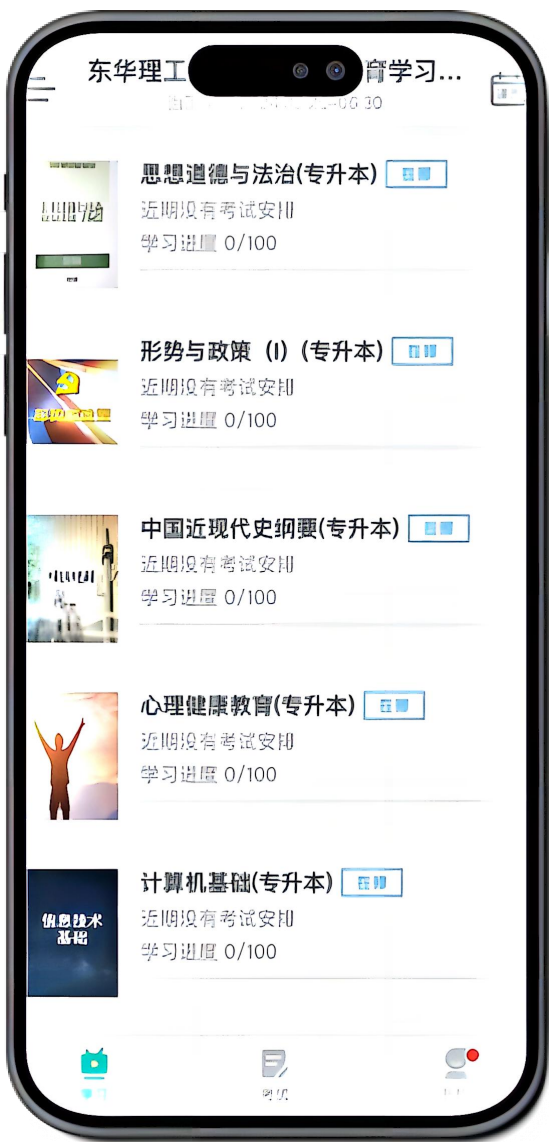 东华理工
育学习...
思想道德与法治(专升本)
近期没有考试安排
学习进度 0/100
形势与政策（I）(专升本)
近期没有考试安排
学习进度 0/100
中国近现代史纲要(专升本)
近期没有考试安排
学习进度 0/100
心理健康教育(专升本)
近期没有考试安排
学习进度 0/100
计算机基础(专升本)
近期没有考试安排
学习进度 0/100
信息技术
基础
考试